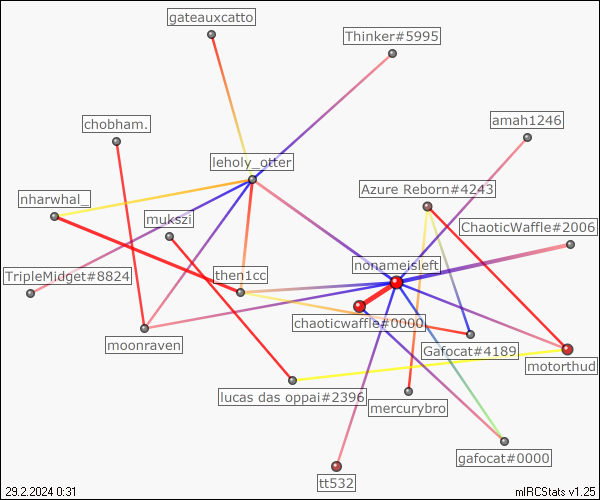 gateauxcatto
Thinker#5995
chobham.
amah1246
leholy_otter
Azure Reborn#4243
nharwhal_
mukszi
ChaoticWaffle#2006
TripleMidget#8824
then1cc
nonameisleft
chaoticwaffle#0000
moonraven
Gafocat#4189
motorthud
lucas das oppai#2396
mercurybro
gafocat#0000
tt532
29.2.2024 0:31
mIRCStats v1.25